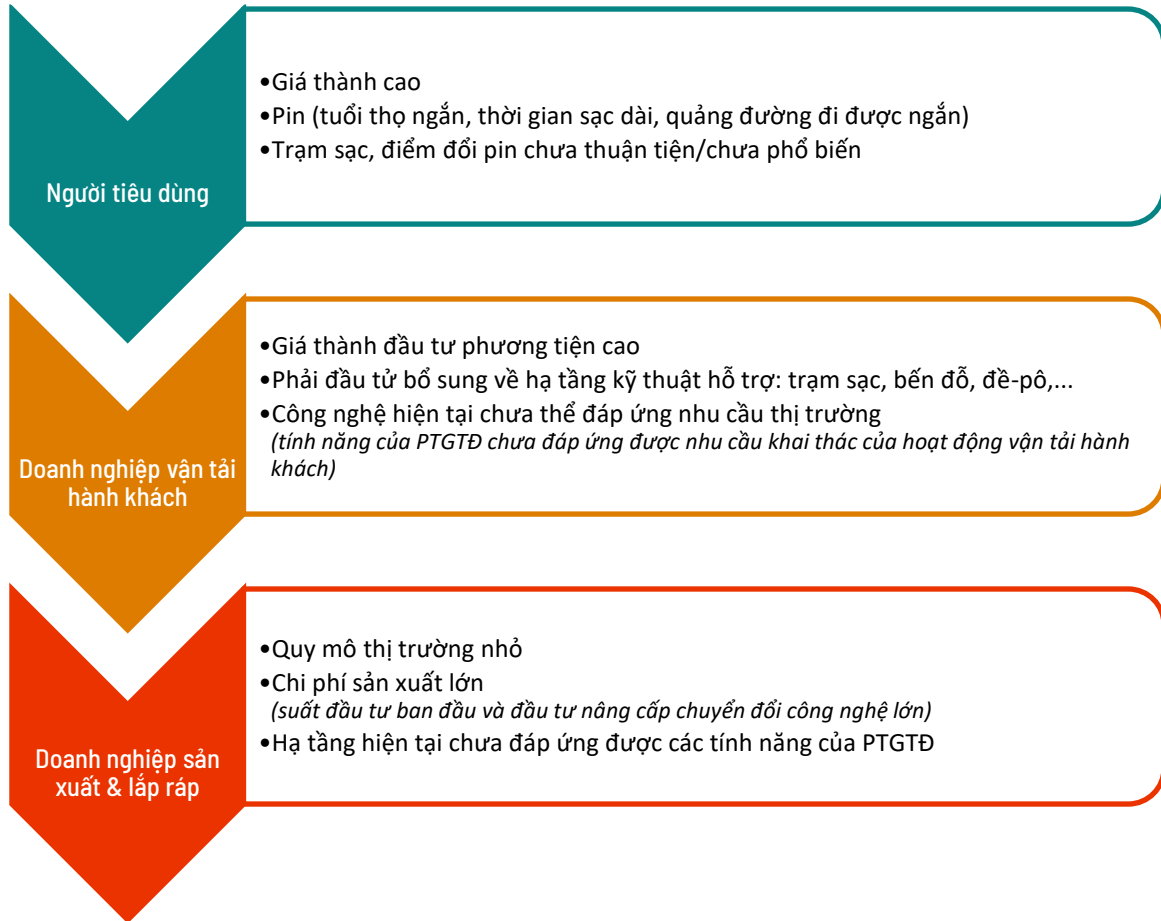 Người tiêu dùng
•Giá thành cao
•Pin (tuổi thọ ngắn, thời gian sạc dài, quảng đường đi được ngắn)
•Trạm sạc, điểm đổi pin chưa thuận tiện/chưa phổ biến
Doanh nghiệp vận tải
hành khách
•Giá thành đầu tư phương tiện cao
•Phải đầu tử bổ sung về hạ tầng kỹ thuật hỗ trợ: trạm sạc, bến đỗ, đề-pô,...
•Công nghệ hiện tại chưa thể đáp ứng nhu cầu thị trường
(tính năng của PTGTĐ chưa đáp ứng được nhu cầu khai thác của hoạt động vận tải hành
khách)
Doanh nghiệp sản
xuất & lắp ráp
•Quy mô thị trường nhỏ
•Chi phí sản xuất lớn
(suất đầu tư ban đầu và đầu tư nâng cấp chuyển đổi công nghệ lớn)
•Hạ tầng hiện tại chưa đáp ứng được các tính năng của PTGTĐ